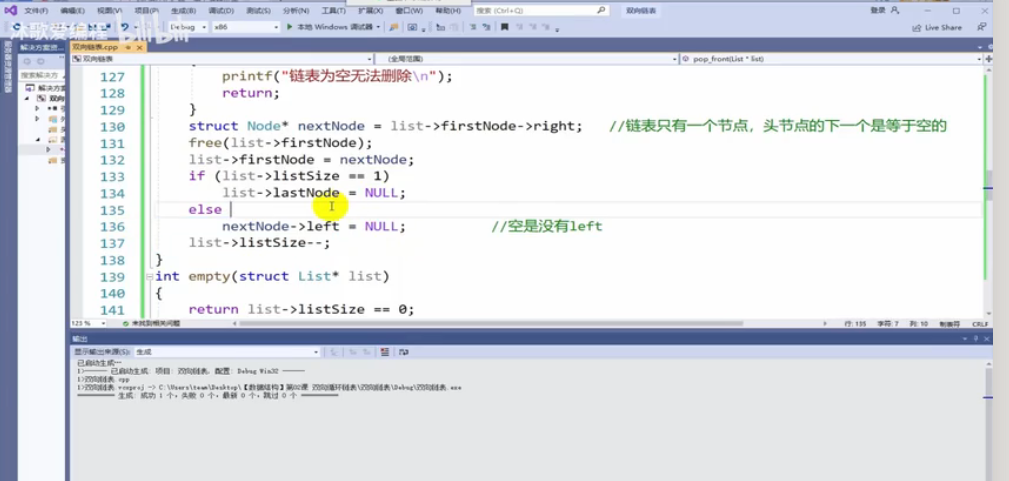 文件(F) 编辑(E) 视图(V) 项目(P) 生成(B) 调试(D) 测试(S) 分析(N) 工具(T) 扩展(X) 窗口(W) 帮助(H) 搜索 (Ctrl+Q) 双向链表 登录
Debug x86 本地 Windows 调试器 Live Share
沐歌爱编程 bilibili
解决方案资... 双向链表.cpp
双向链表 (全局范围) pop_front(List * list)
搜索解决方
127 printf("链表为空无法删除\n");
128 return;
129 }
130 struct Node* nextNode = list->firstNode->right; //链表只有一个节点，头节点的下一个是等于空的
131 free(list->firstNode);
132 list->firstNode = nextNode;
133 if (list->listSize == 1)
134 list->lastNode = NULL;
135 else
136 nextNode->left = NULL; //空是没有left
137 list->listSize--;
138 }
139 int empty(struct List* list)
140 {
141 return list->listSize == 0;
123 % 未找到相关问题 行: 135 字符: 7 列: 10 制表符 CRLF
输出
显示输出来源(S): 生成
已启动生成…
1>------ 已启动生成: 项目: 双向链表, 配置: Debug Win32 ------
1>双向链表.cpp
1>双向链表.vcxproj -> C:\Users\team\Desktop\【数据结构】第02课 双向循环链表\双向链表\Debug\双向链表.exe
========== 生成: 成功 1 个，失败 0 个，最新 0 个，跳过 0 个 ==========